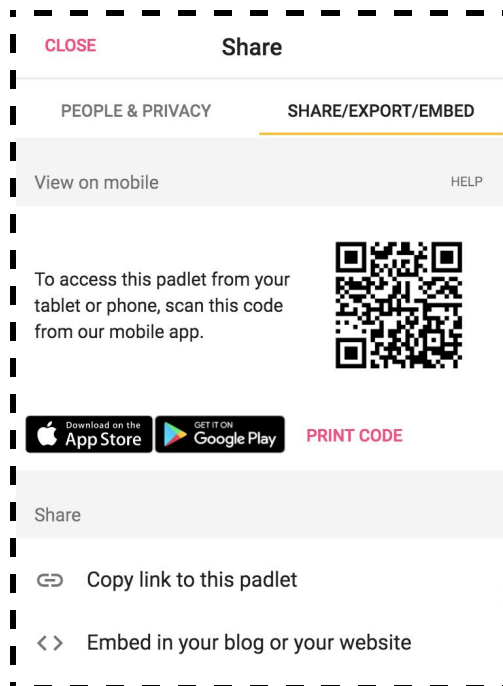 CLOSE
Share
PEOPLE & PRIVACY
SHARE/EXPORT/EMBED
View on mobile
HELP
To access this padlet from your
tablet or phone, scan this code
from our mobile app.
Download on the
App Store
GET IT ON
Google Play
PRINT CODE
Share
Copy link to this padlet
Embed in your blog or your website